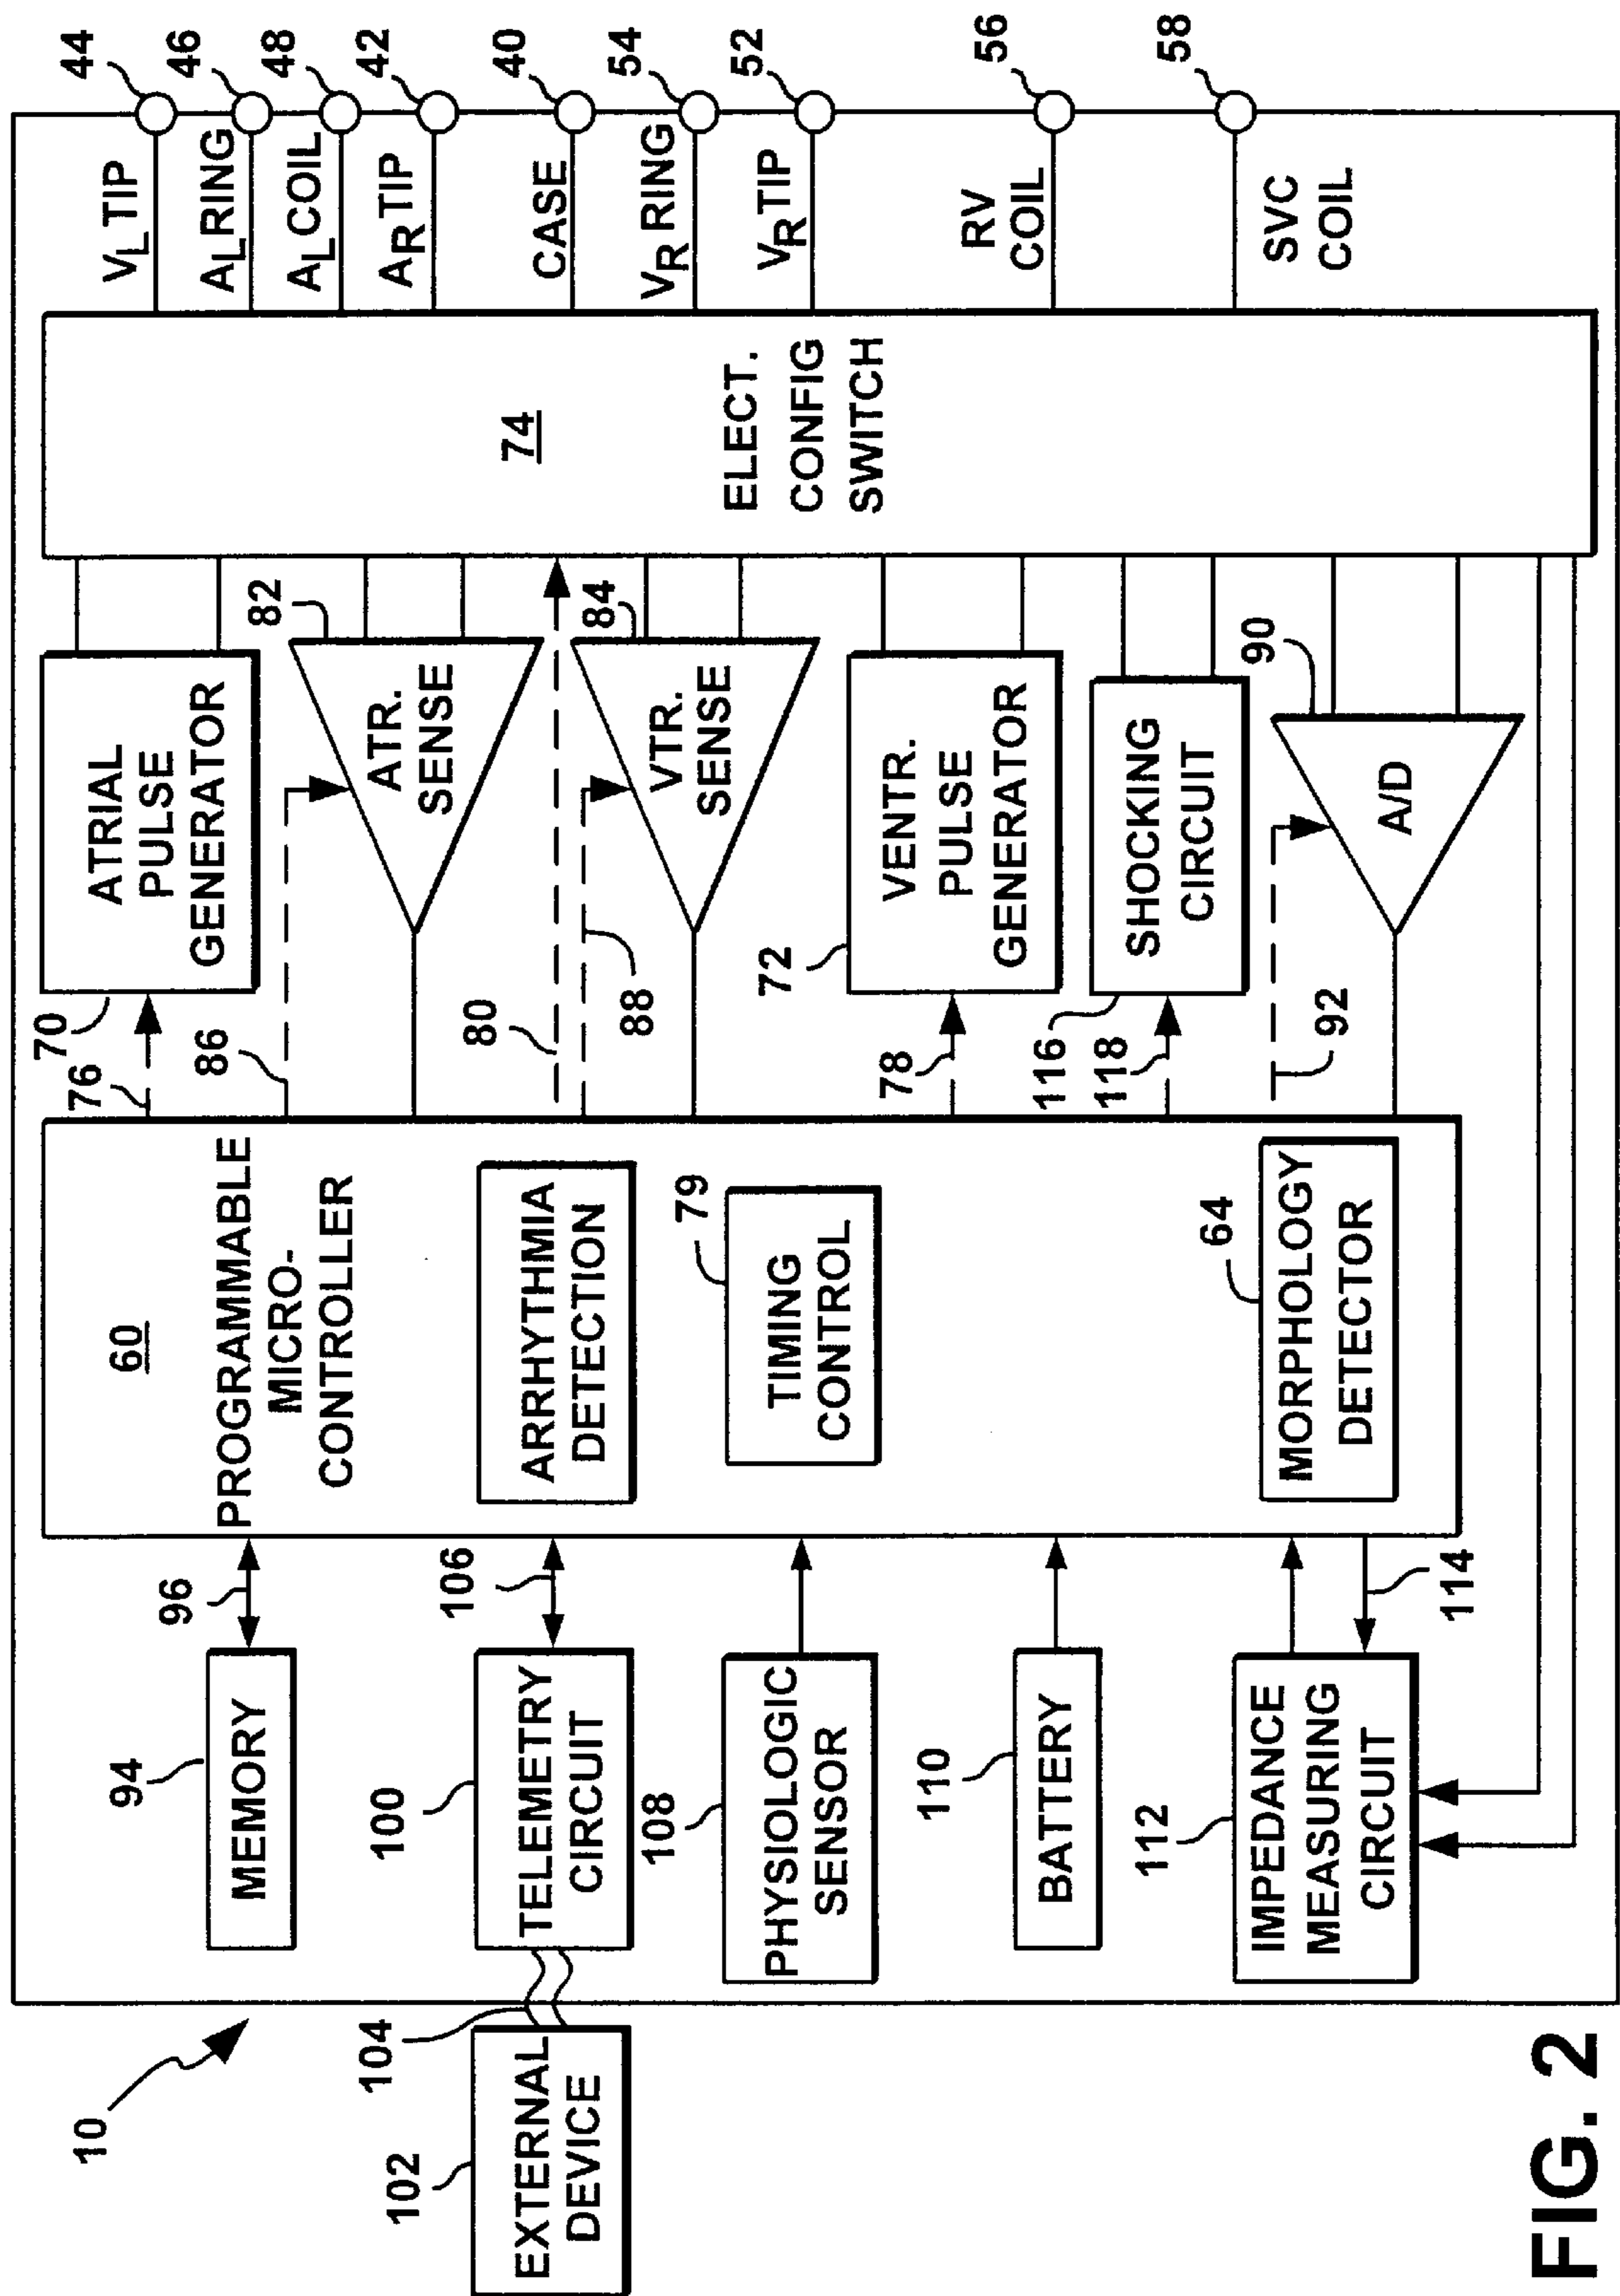 10
102
EXTERNAL
DEVICE
104
94
MEMORY
96
100
TELEMETRY
CIRCUIT
106
108
PHYSIOLOGIC
SENSOR
110
BATTERY
112
IMPEDANCE
MEASURING
CIRCUIT
114
60
PROGRAMMABLE
MICRO-
CONTROLLER
ARRHYTHMIA
DETECTION
79
TIMING
CONTROL
64
MORPHOLOGY
DETECTOR
76
70
ATRIAL
PULSE
GENERATOR
86
82
ATR.
SENSE
80
88
84
VTR.
SENSE
78
72
VENTR.
PULSE
GENERATOR
116
118
SHOCKING
CIRCUIT
92
90
A/D
74
ELECT.
CONFIG
SWITCH
VL TIP
44
AL RING
46
AL COIL
48
AR TIP
42
CASE
40
VR RING
54
VR TIP
52
RV
COIL
56
SVC
COIL
58
FIG. 2